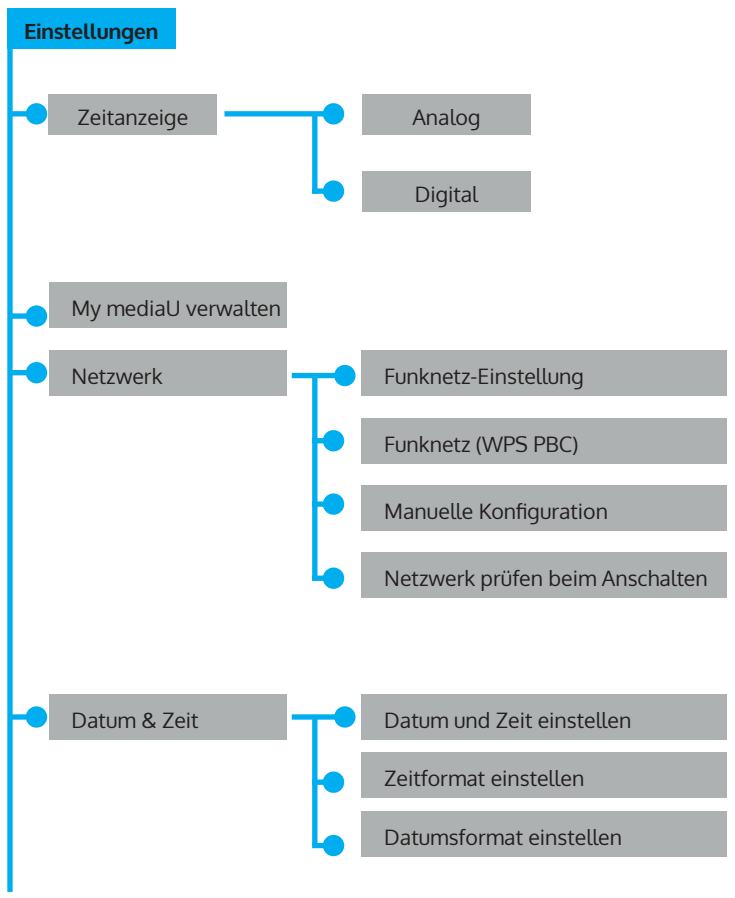 Einstellungen
Zeitanzeige
Analog
Digital
My mediaU verwalten
Netzwerk
Funknetz-Einstellung
Funknetz (WPS PBC)
Manuelle Konfiguration
Netzwerk prüfen beim Anschalten
Datum & Zeit
Datum und Zeit einstellen
Zeitformat einstellen
Datumsformat einstellen